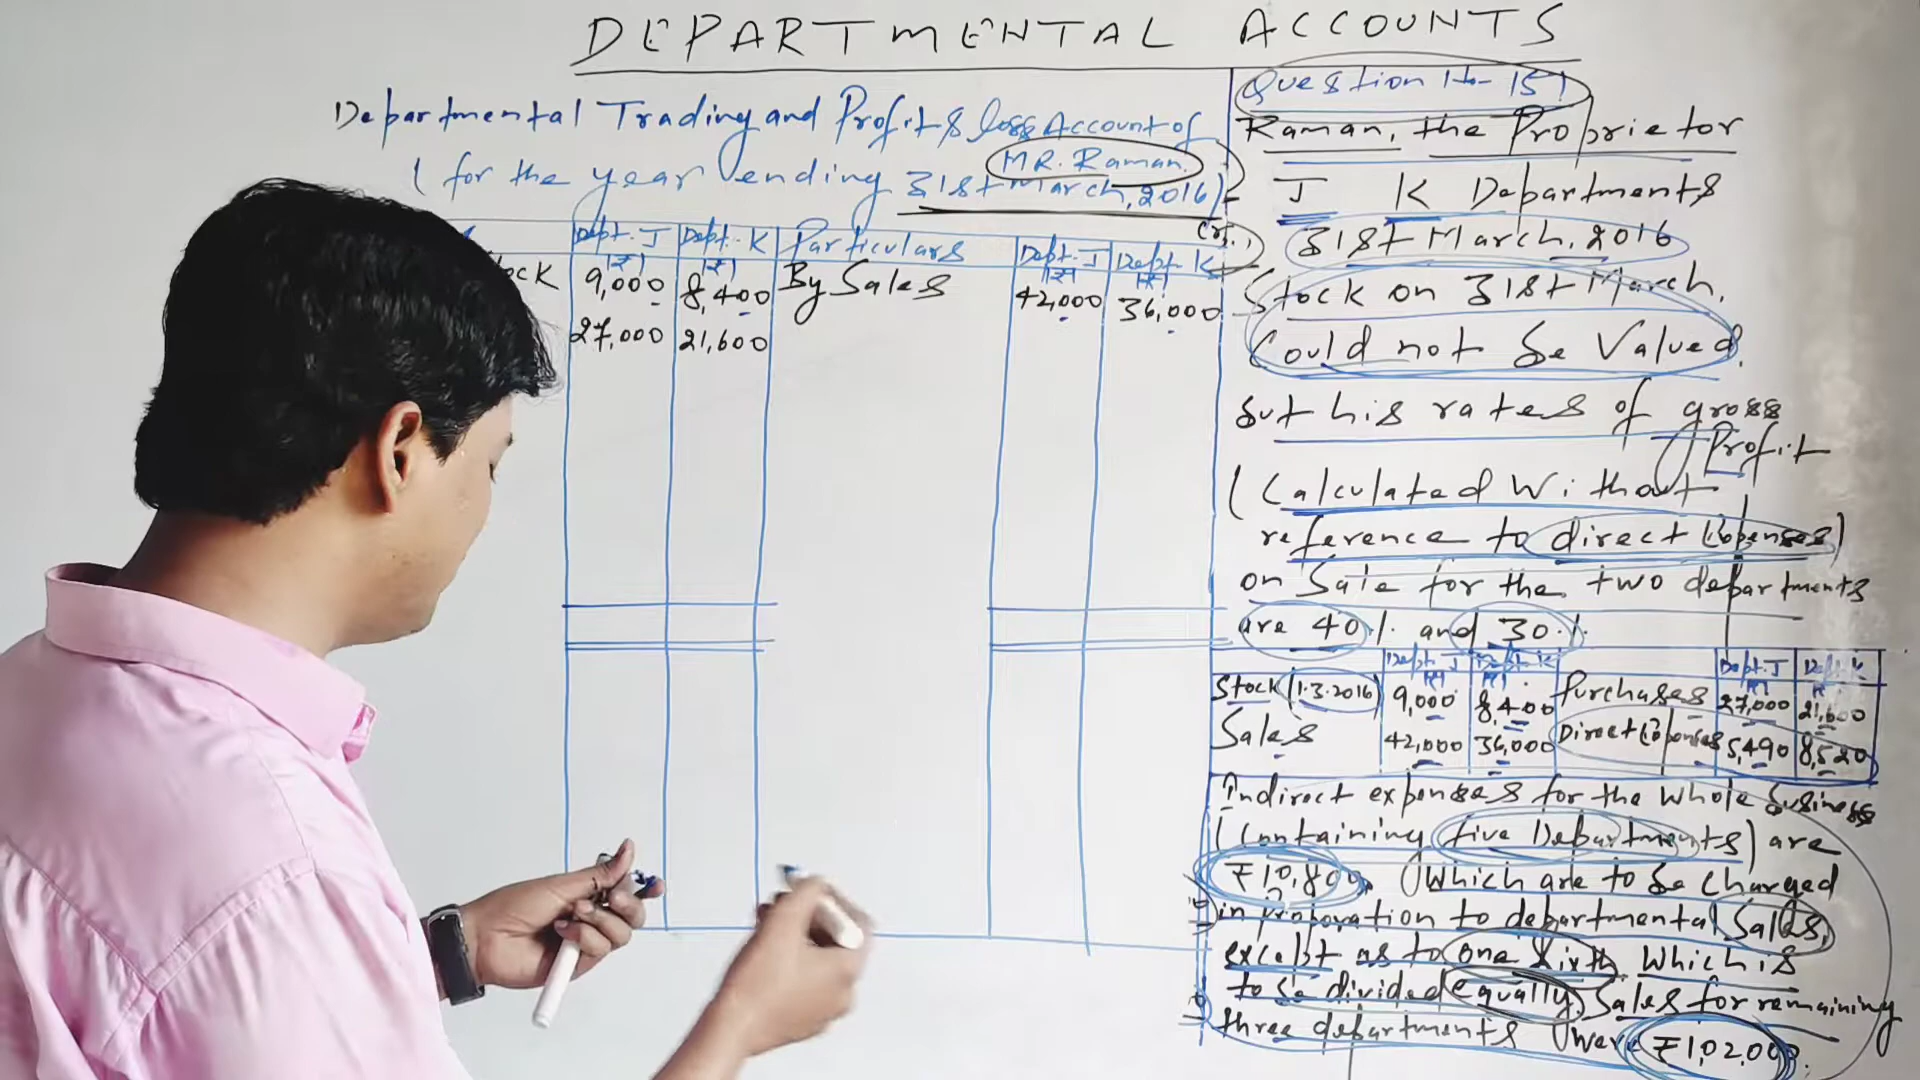 DEPARTMENTAL ACCOUNTS
Departmental Trading and Profit & loss Account of
MR. Raman.
(for the year ending 31st March, 2016)
(Cr.)
Dept. J Dept. K Particulars Dept. J Dept. K
(₹) (₹) (₹) (₹)
ock 9,000 8,400 By Sales 42,000 36,000
27,000 21,600
Question No- 151
Raman, the Proprietor
J K Departments
31st March, 2016
Stock on 31st March,
Could not be Valued.
but his rates of gross
Profit
(Calculated Without
reference to direct Expenses)
on Sale for the two departments
are 40% and 30%.
Dept. J Dept. K Dept. J Dept. K
(₹) (₹) (₹) (₹)
Stock (1.3.2016) 9,000 8,400 Purchases 27,000 21,600
Sales 42,000 36,000 Direct Expenses 5,490 8,520
Indirect expenses for the whole business
(Containing five Departments) are
₹10,800, Which are to be charged
in proporation to departmental Sales,
except as to one sixth Which is
to be divided equally. Sales for remaining
three departments were ₹1,02,000.